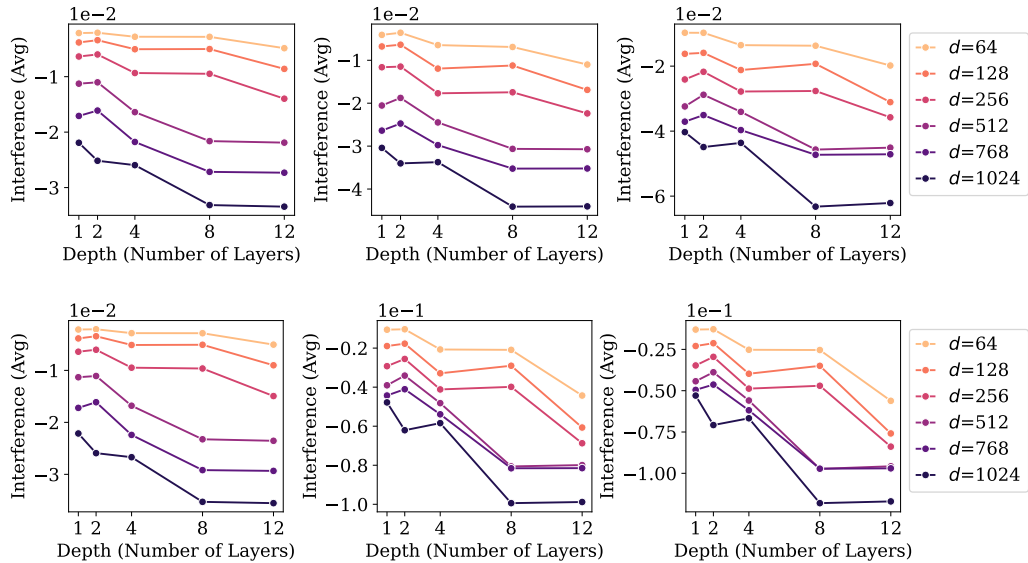 1e−2
Interference (Avg)
−1
−2
−3
1 2 4 8 12
Depth (Number of Layers)
1e−2
Interference (Avg)
−1
−2
−3
−4
1 2 4 8 12
Depth (Number of Layers)
1e−2
Interference (Avg)
−2
−4
−6
1 2 4 8 12
Depth (Number of Layers)
d=64
d=128
d=256
d=512
d=768
d=1024
1e−2
Interference (Avg)
−1
−2
−3
1 2 4 8 12
Depth (Number of Layers)
1e−1
Interference (Avg)
−0.2
−0.4
−0.6
−0.8
−1.0
1 2 4 8 12
Depth (Number of Layers)
1e−1
Interference (Avg)
−0.25
−0.50
−0.75
−1.00
1 2 4 8 12
Depth (Number of Layers)
d=64
d=128
d=256
d=512
d=768
d=1024